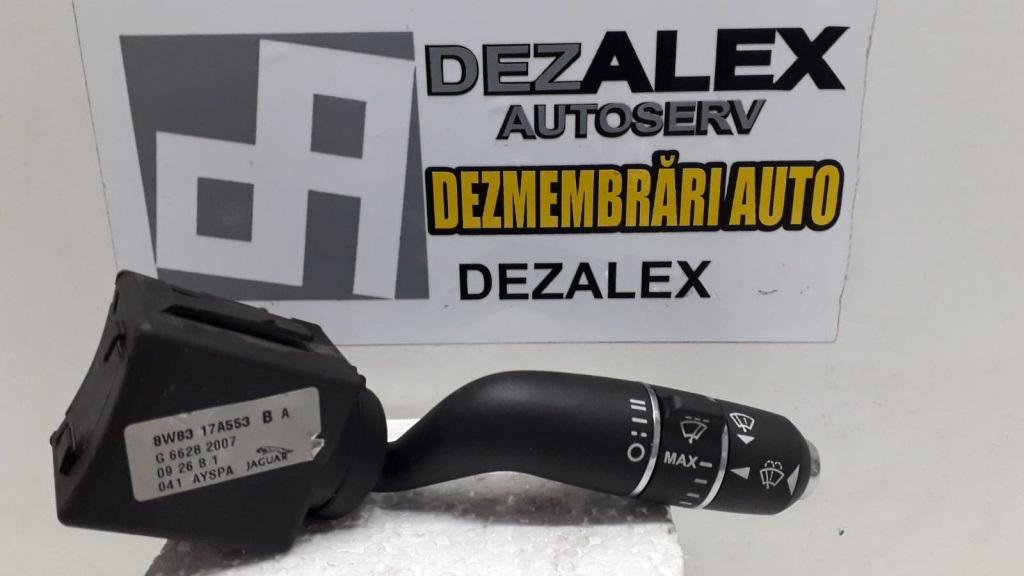 DEZALEX
AUTOSERV
DEZMEMBRĂRI AUTO
DEZALEX
8W83 17A553 B A
G 6628 2007
09 26 8 1
041 AYSPA JAGUAR
MAX